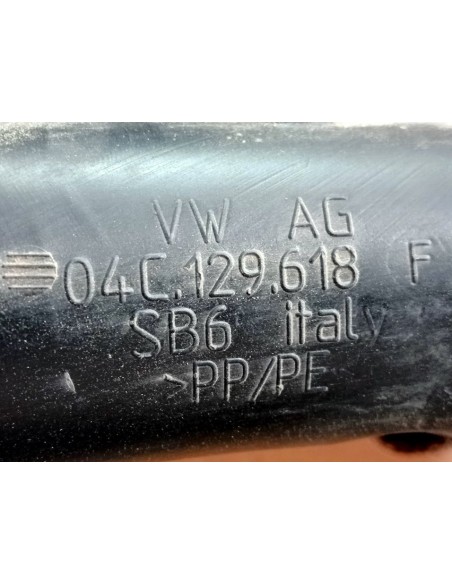 VW AG
04C.129.618 F
SB6 italy
>PP/PE